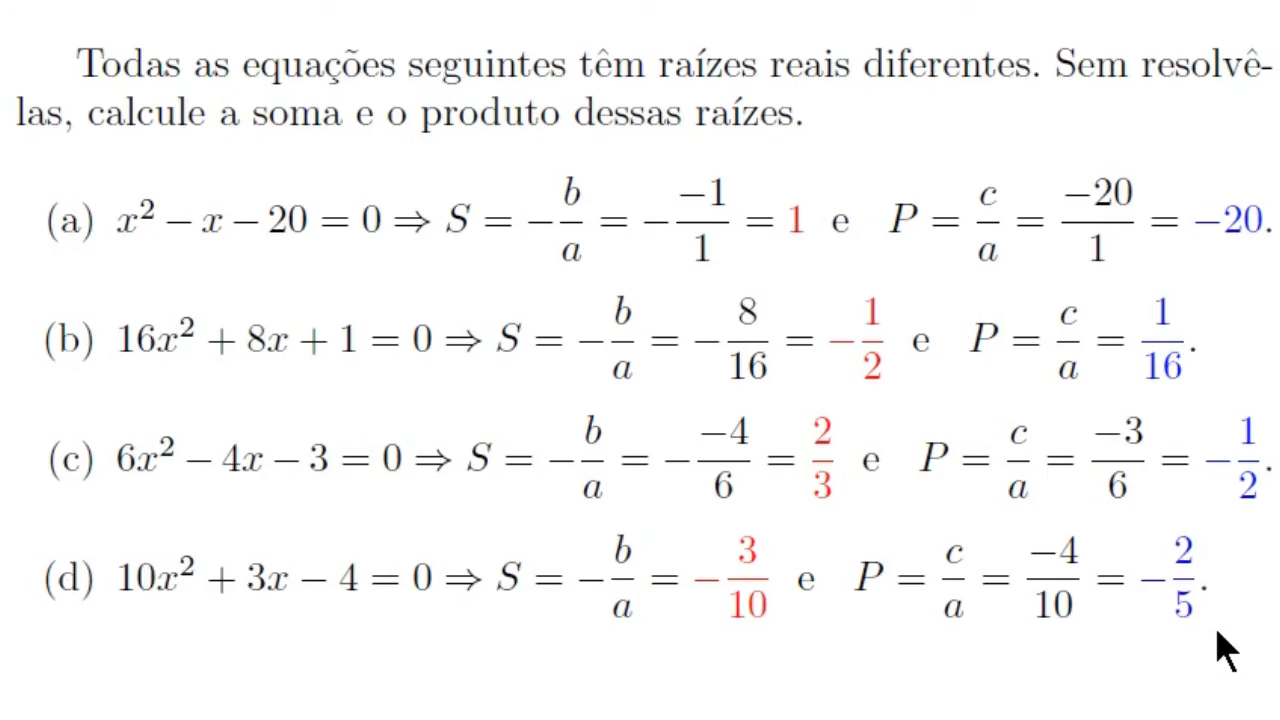 Todas as equações seguintes têm raízes reais diferentes. Sem resolvê-
las, calcule a soma e o produto dessas raízes.
(a) x² − x − 20 = 0 ⇒ S = −b/a = −(−1)/1 = 1 e P = c/a = −20/1 = −20.
(b) 16x² + 8x + 1 = 0 ⇒ S = −b/a = −8/16 = −1/2 e P = c/a = 1/16.
(c) 6x² − 4x − 3 = 0 ⇒ S = −b/a = −(−4)/6 = 2/3 e P = c/a = −3/6 = −1/2.
(d) 10x² + 3x − 4 = 0 ⇒ S = −b/a = −3/10 e P = c/a = −4/10 = −2/5.